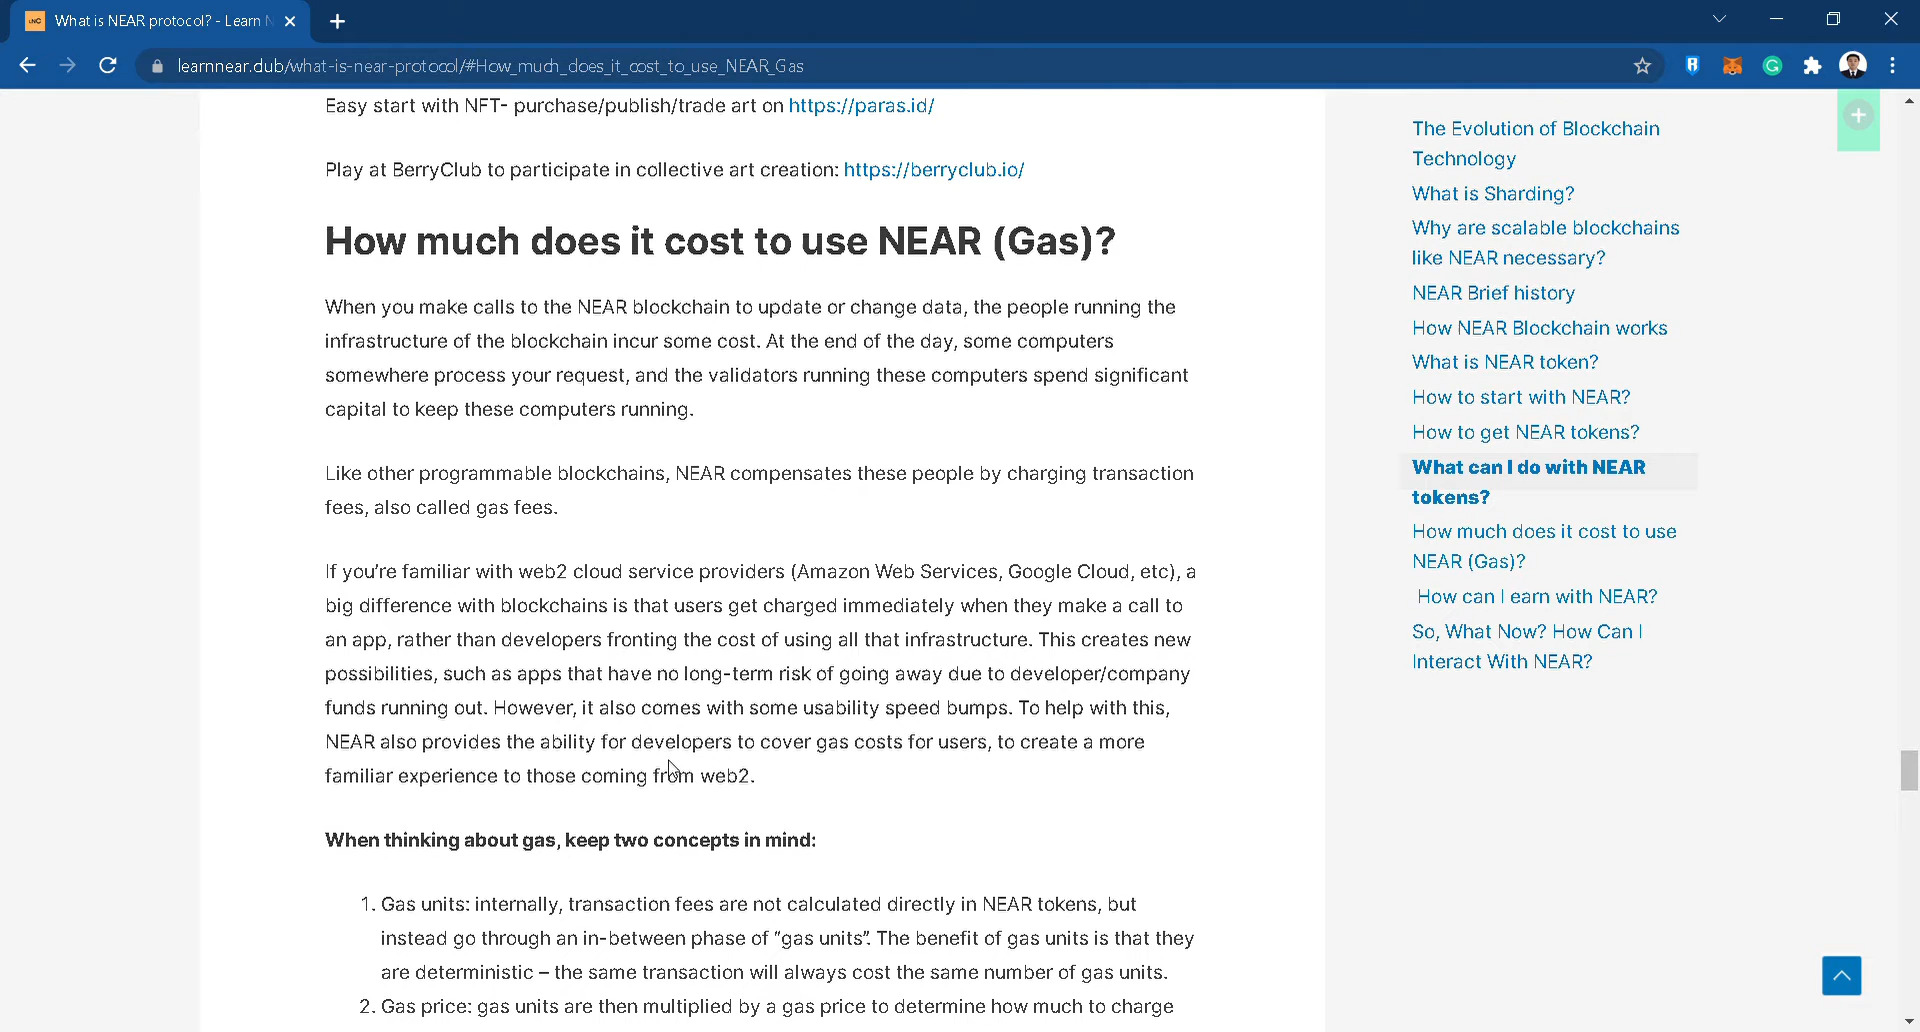 What is NEAR protocol? - Learn N
learnnear.club/what-is-near-protocol/#How_much_does_it_cost_to_use_NEAR_Gas
Easy start with NFT- purchase/publish/trade art on https://paras.id/
Play at BerryClub to participate in collective art creation: https://berryclub.io/
How much does it cost to use NEAR (Gas)?
When you make calls to the NEAR blockchain to update or change data, the people running the
infrastructure of the blockchain incur some cost. At the end of the day, some computers
somewhere process your request, and the validators running these computers spend significant
capital to keep these computers running.
Like other programmable blockchains, NEAR compensates these people by charging transaction
fees, also called gas fees.
If you’re familiar with web2 cloud service providers (Amazon Web Services, Google Cloud, etc), a
big difference with blockchains is that users get charged immediately when they make a call to
an app, rather than developers fronting the cost of using all that infrastructure. This creates new
possibilities, such as apps that have no long-term risk of going away due to developer/company
funds running out. However, it also comes with some usability speed bumps. To help with this,
NEAR also provides the ability for developers to cover gas costs for users, to create a more
familiar experience to those coming from web2.
When thinking about gas, keep two concepts in mind:
1. Gas units: internally, transaction fees are not calculated directly in NEAR tokens, but
instead go through an in-between phase of “gas units”. The benefit of gas units is that they
are deterministic – the same transaction will always cost the same number of gas units.
2. Gas price: gas units are then multiplied by a gas price to determine how much to charge
The Evolution of Blockchain
Technology
What is Sharding?
Why are scalable blockchains
like NEAR necessary?
NEAR Brief history
How NEAR Blockchain works
What is NEAR token?
How to start with NEAR?
How to get NEAR tokens?
What can I do with NEAR
tokens?
How much does it cost to use
NEAR (Gas)?
How can I earn with NEAR?
So, What Now? How Can I
Interact With NEAR?